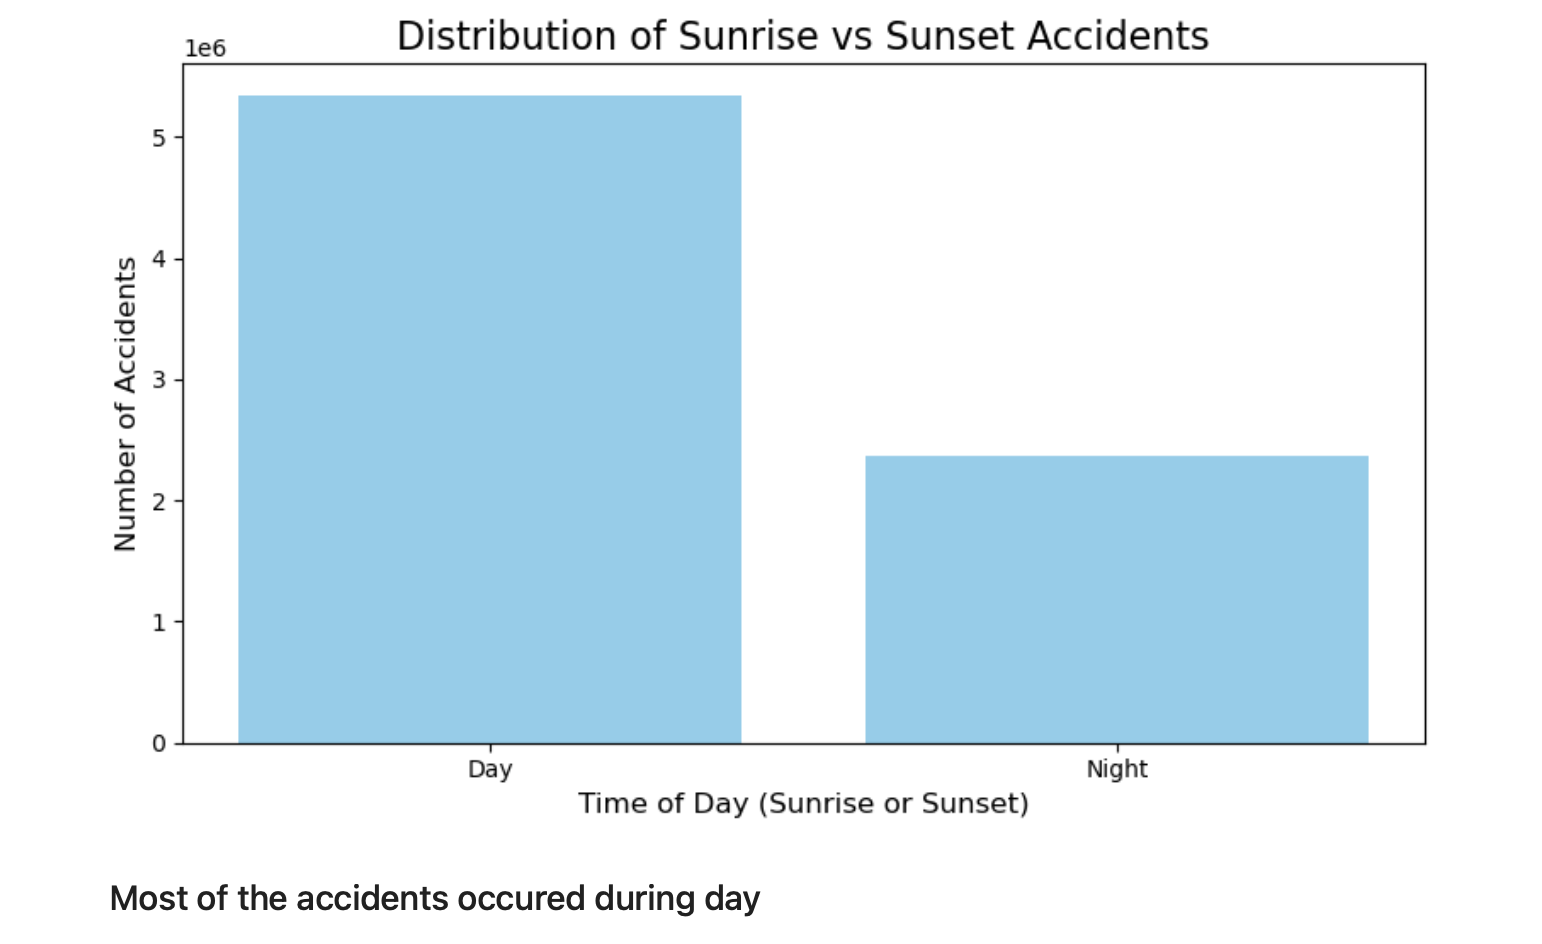 Distribution of Sunrise vs Sunset Accidents
1e6
5
4
3
2
1
0
Number of Accidents
Day Night
Time of Day (Sunrise or Sunset)
Most of the accidents occured during day